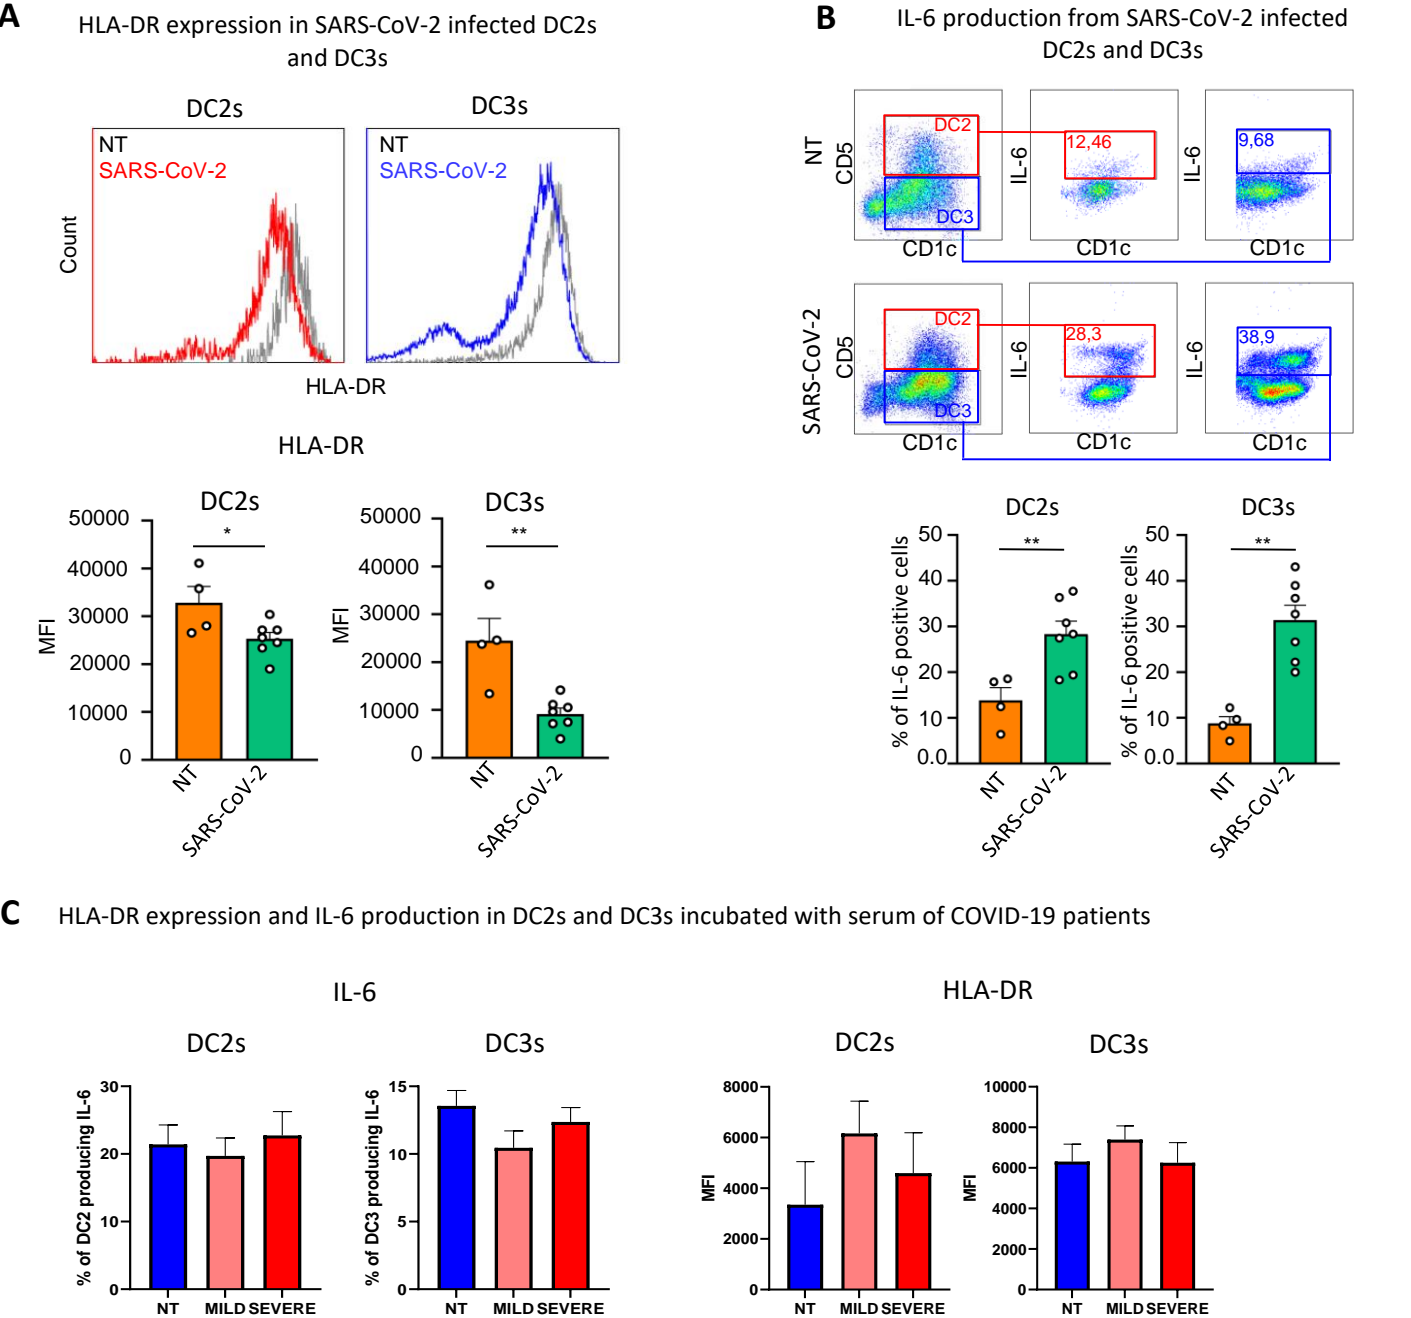 A
HLA-DR expression in SARS-CoV-2 infected DC2s
and DC3s
DC2s
DC3s
NT
SARS-CoV-2
NT
SARS-CoV-2
Count
HLA-DR
HLA-DR
DC2s
50000
40000
30000
20000
10000
0
MFI
*
NT
SARS-CoV-2
DC3s
50000
40000
30000
20000
10000
0
MFI
**
NT
SARS-CoV-2
B
IL-6 production from SARS-CoV-2 infected
DC2s and DC3s
NT
CD5
DC2
DC3
CD1c
IL-6
12,46
CD1c
IL-6
9,68
CD1c
SARS-CoV-2
CD5
DC2
DC3
CD1c
IL-6
28,3
CD1c
IL-6
38,9
CD1c
DC2s
% of IL-6 positive cells
50
40
30
20
10
0.0
**
NT
SARS-CoV-2
DC3s
% of IL-6 positive cells
50
40
30
20
10
0.0
**
NT
SARS-CoV-2
C
HLA-DR expression and IL-6 production in DC2s and DC3s incubated with serum of COVID-19 patients
IL-6
DC2s
% of DC2 producing IL-6
30
20
10
0
NT MILD SEVERE
DC3s
% of DC3 producing IL-6
15
10
5
0
NT MILD SEVERE
HLA-DR
DC2s
MFI
8000
6000
4000
2000
0
NT MILD SEVERE
DC3s
MFI
10000
8000
6000
4000
2000
0
NT MILD SEVERE